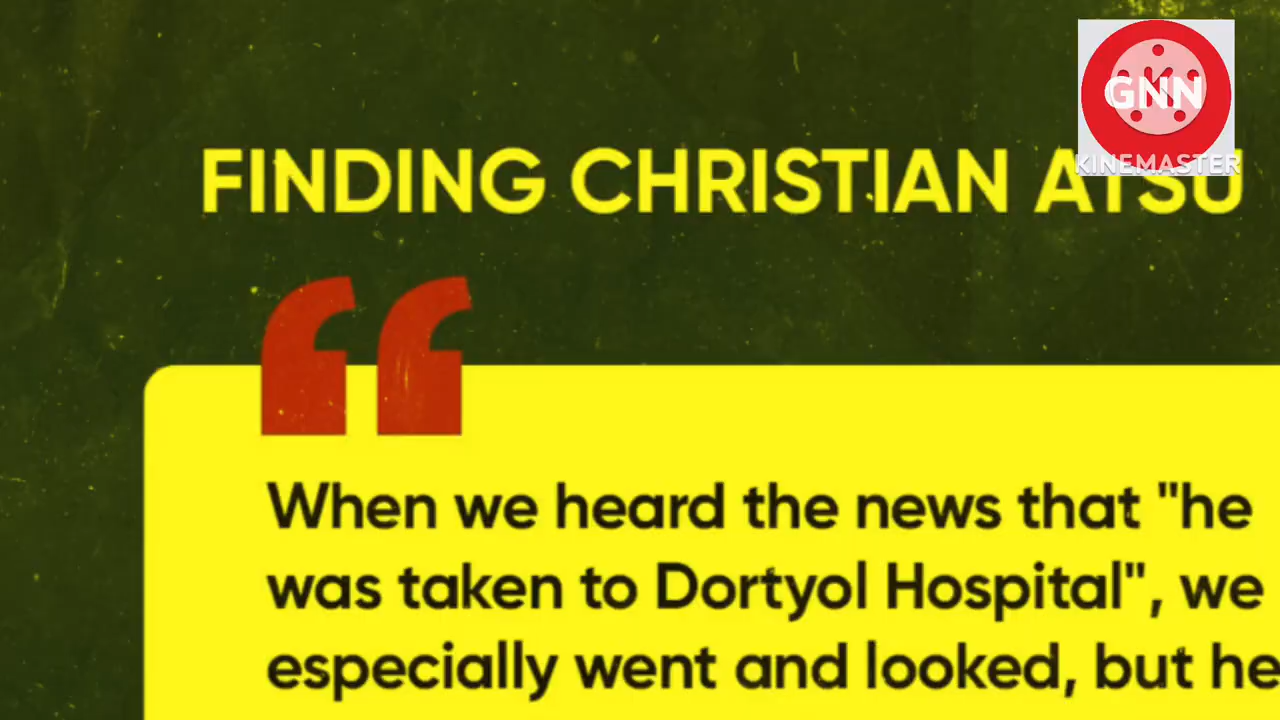 GNN
KINEMASTER
FINDING CHRISTIAN ATSU
When we heard the news that "he
was taken to Dortyol Hospital", we
especially went and looked, but he